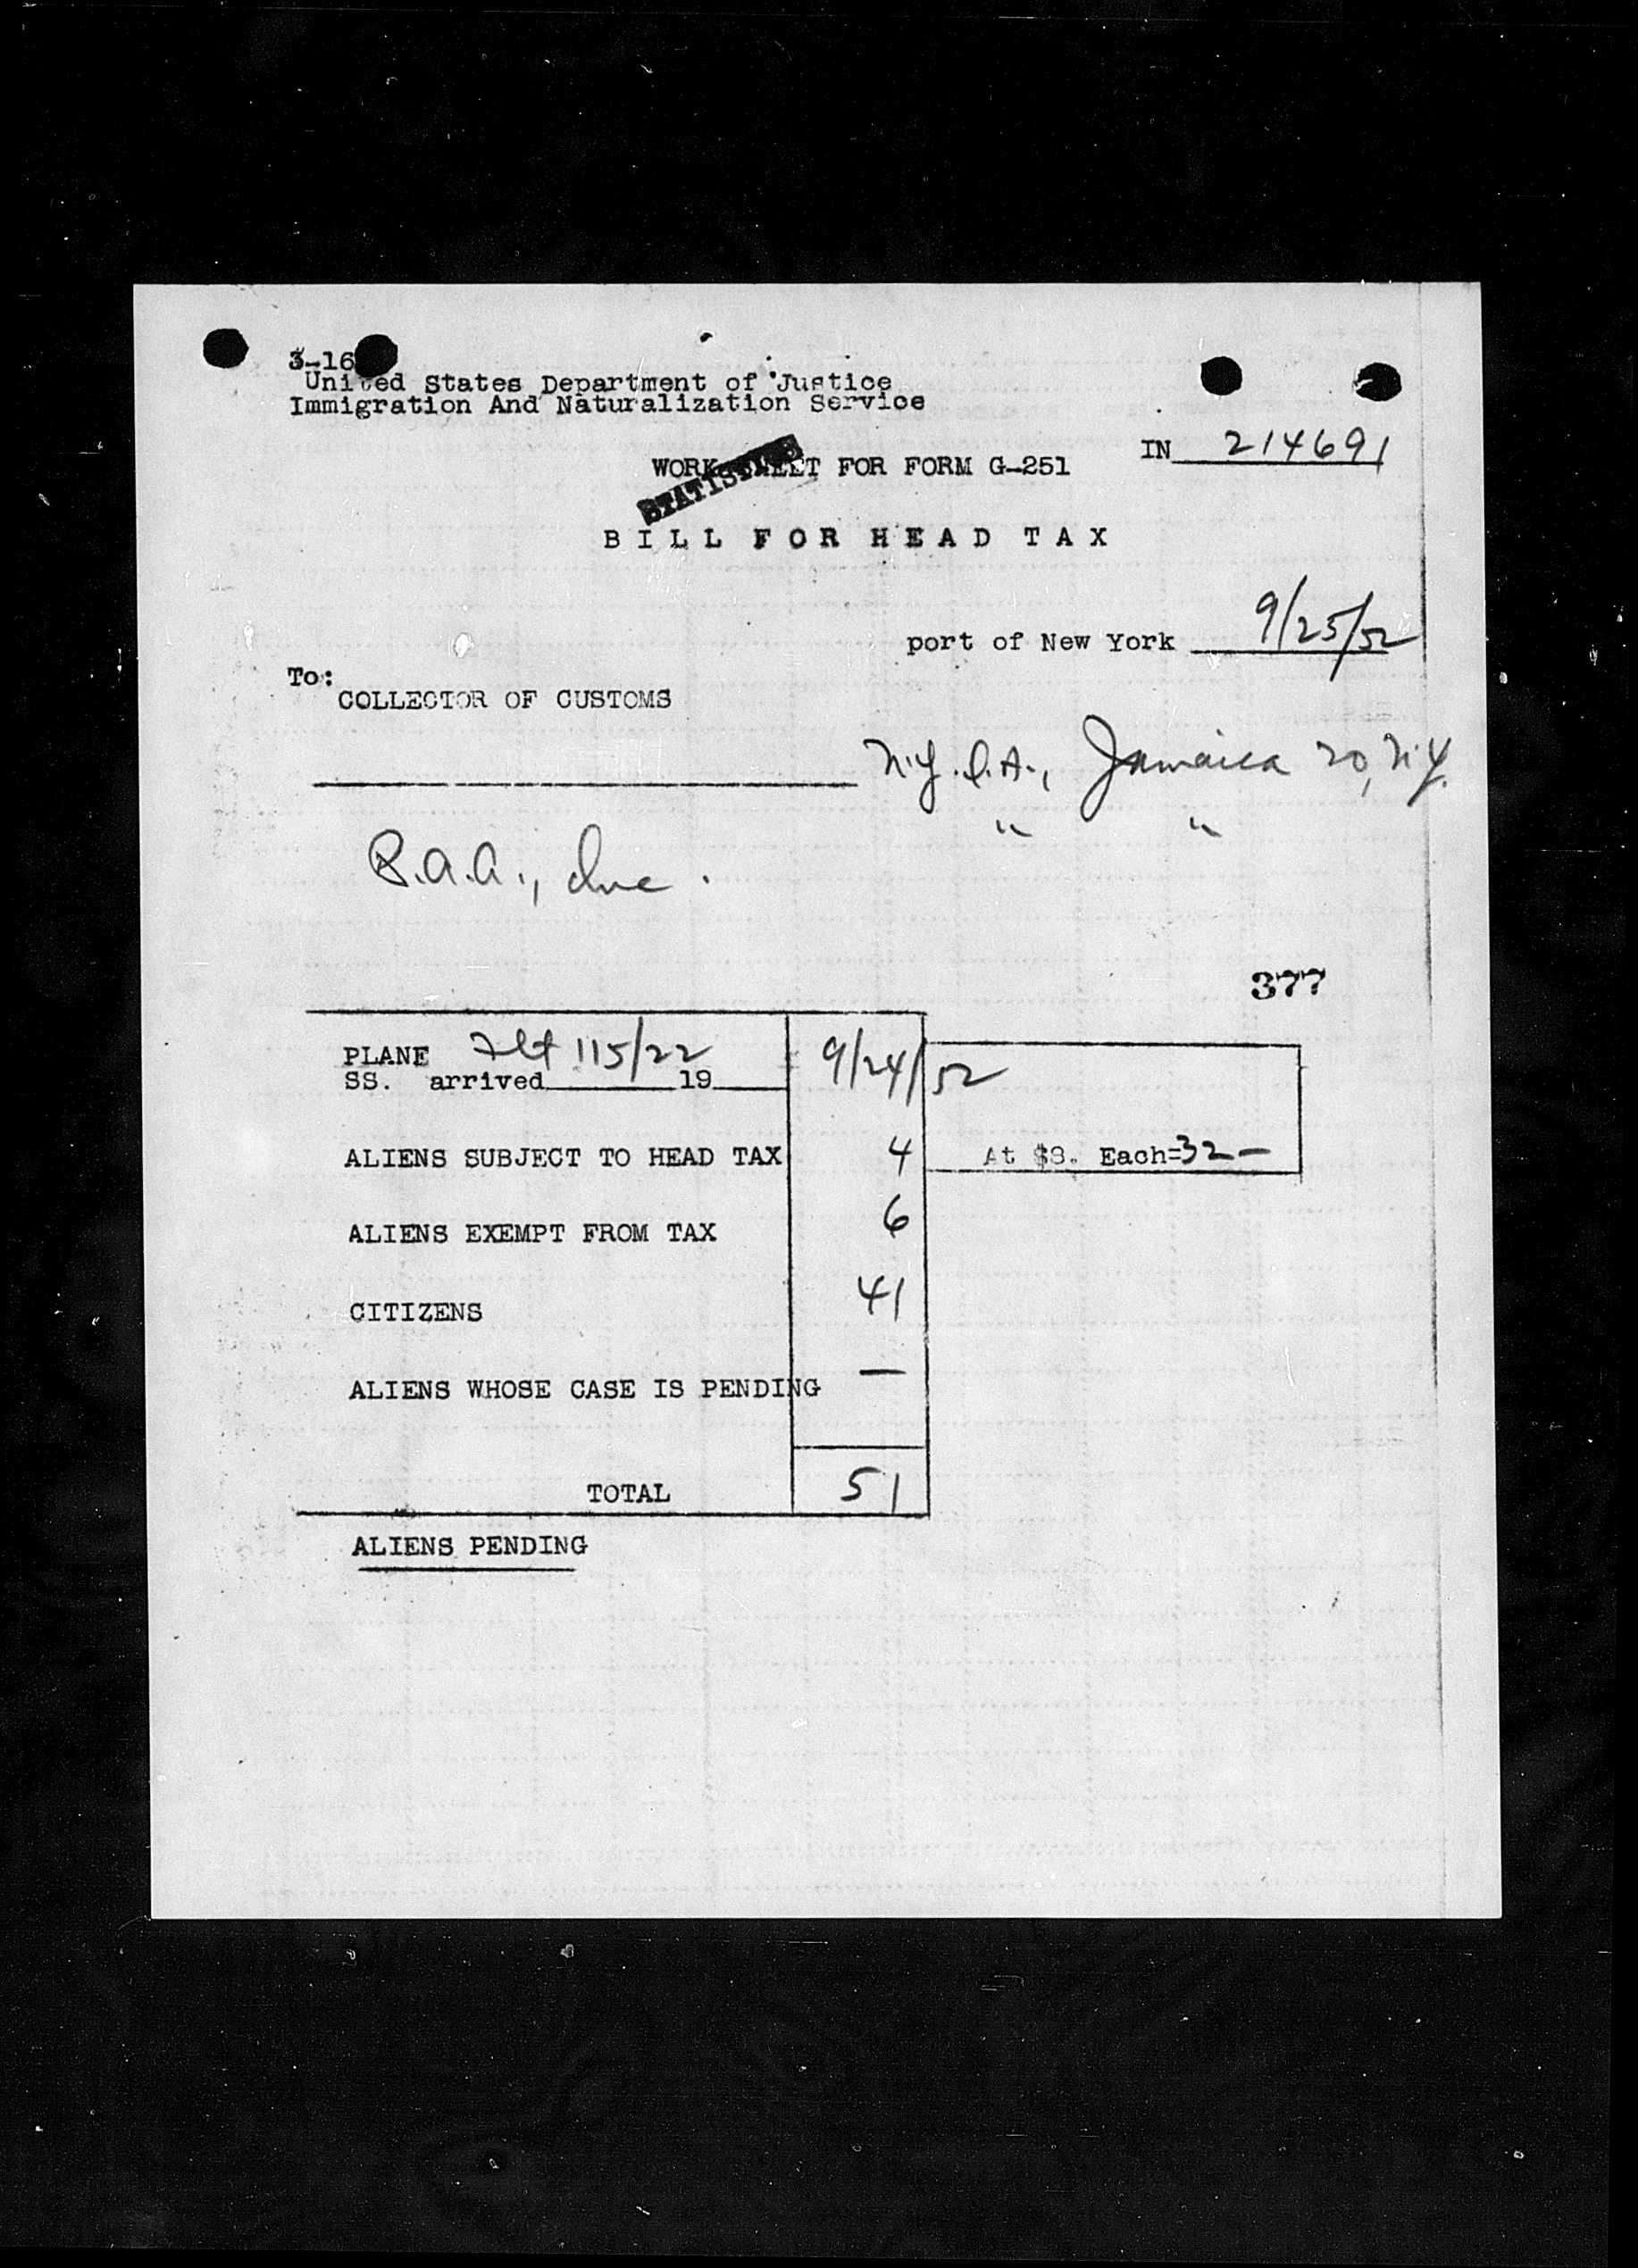 3-16
United States Department of Justice
Immigration And Naturalization Service
IN 214691
WORK SHEET FOR FORM G-251
STATISTICS
BILL FOR HEAD TAX
port of New York 9/25/52
To:
COLLECTOR OF CUSTOMS
N.Y.I.A., Jamaica 20, N.Y.
" "
P.A.A., Inc.
377
PLANE Flt 115/22 9/24/52
SS. arrived 19
ALIENS SUBJECT TO HEAD TAX 4 At $8. Each=32-
ALIENS EXEMPT FROM TAX 6
CITIZENS 41
ALIENS WHOSE CASE IS PENDING —
TOTAL 51
ALIENS PENDING